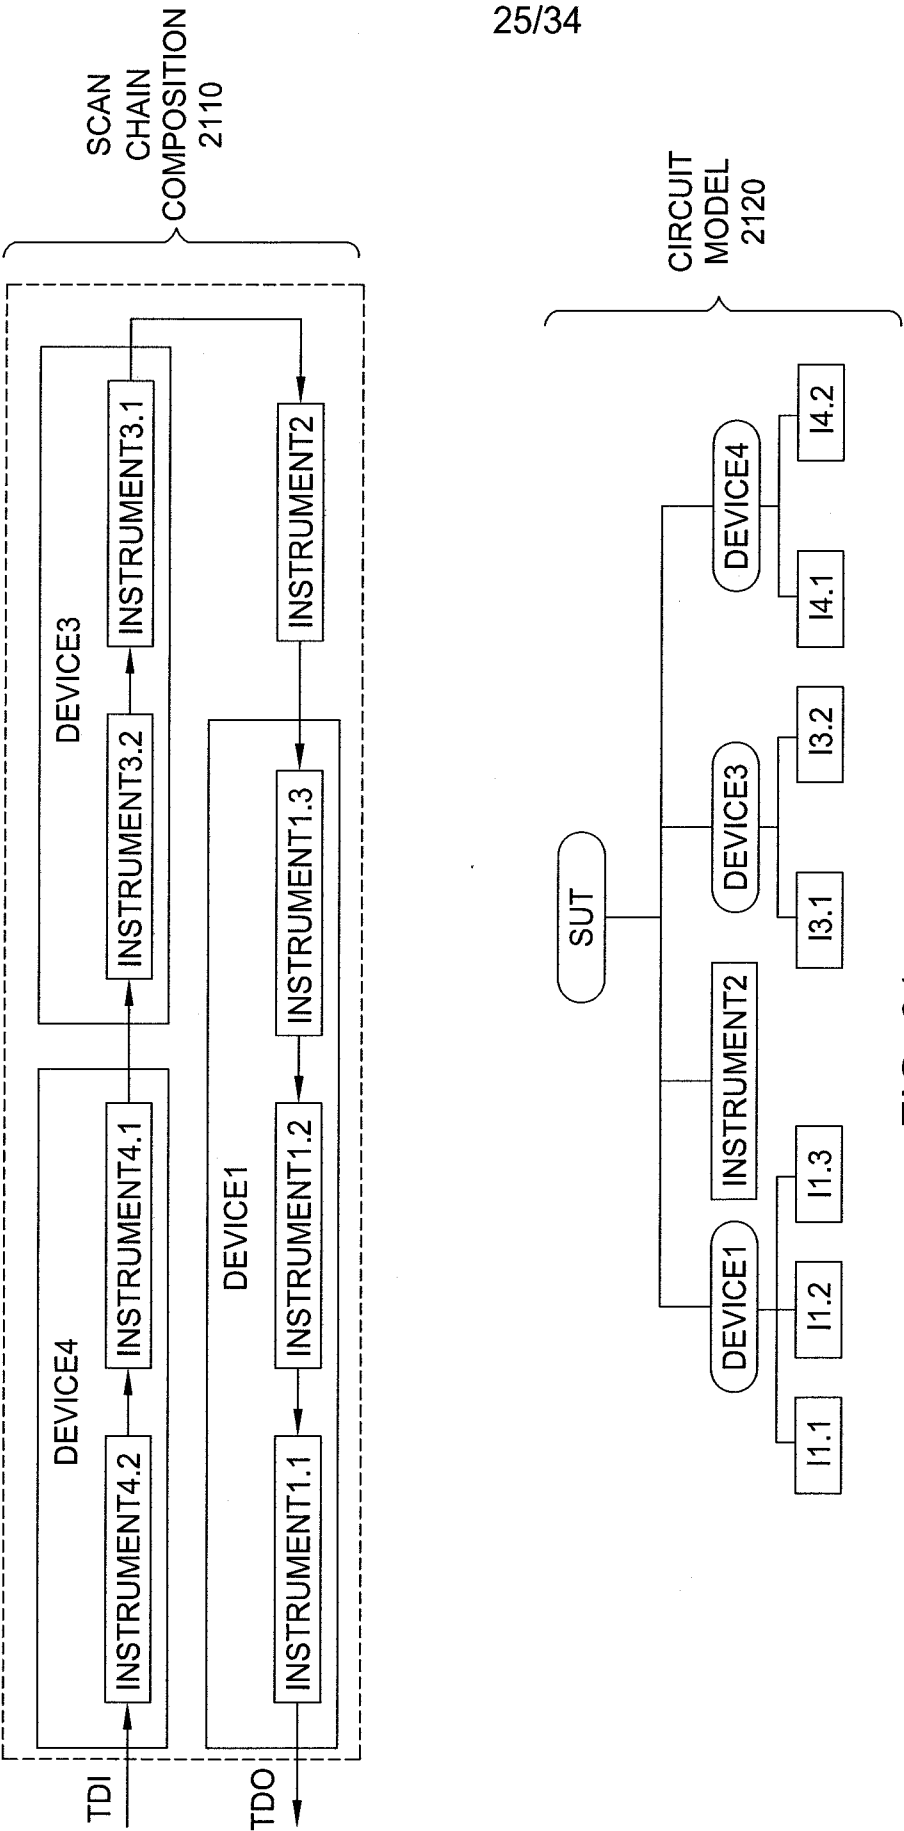 25/34
SCAN
CHAIN
COMPOSITION
2110
DEVICE4
INSTRUMENT4.2
INSTRUMENT4.1
DEVICE3
INSTRUMENT3.2
INSTRUMENT3.1
TDI
DEVICE1
INSTRUMENT1.1
INSTRUMENT1.2
INSTRUMENT1.3
INSTRUMENT2
TDO
CIRCUIT
MODEL
2120
SUT
DEVICE1
INSTRUMENT2
DEVICE3
DEVICE4
I1.1
I1.2
I1.3
I3.1
I3.2
I4.1
I4.2